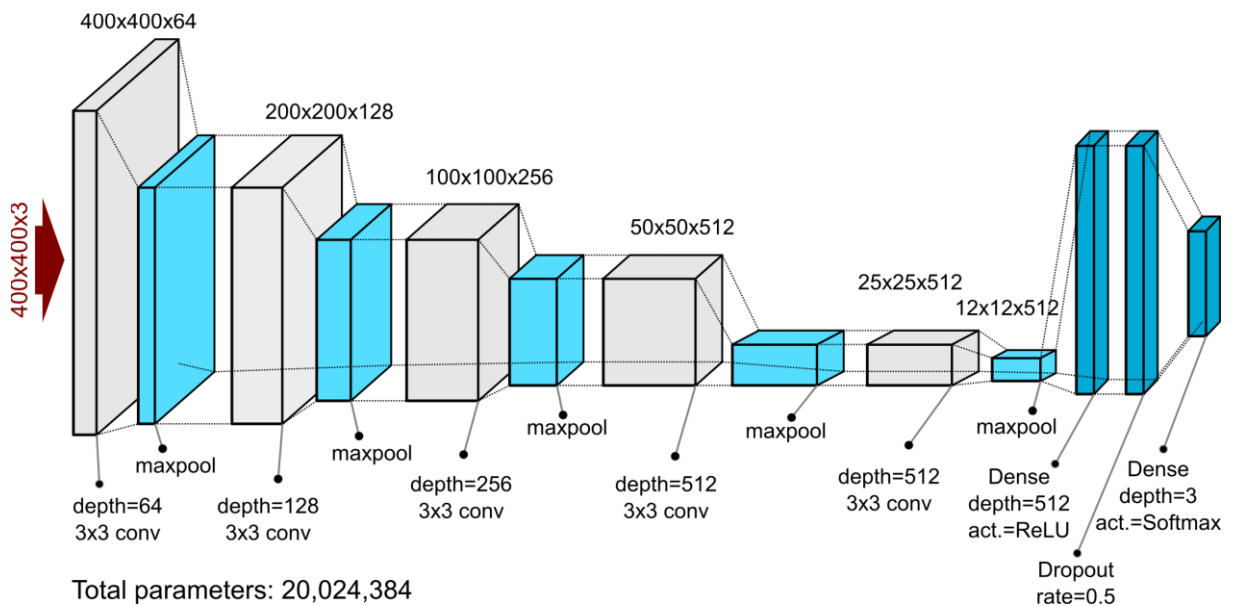 400x400x64
200x200x128
100x100x256
50x50x512
25x25x512
12x12x512
400x400x3
maxpool
maxpool
maxpool
maxpool
maxpool
depth=64
3x3 conv
depth=128
3x3 conv
depth=256
3x3 conv
depth=512
3x3 conv
depth=512
3x3 conv
Dense
depth=512
act.=ReLU
Dense
depth=3
act.=Softmax
Dropout
rate=0.5
Total parameters: 20,024,384